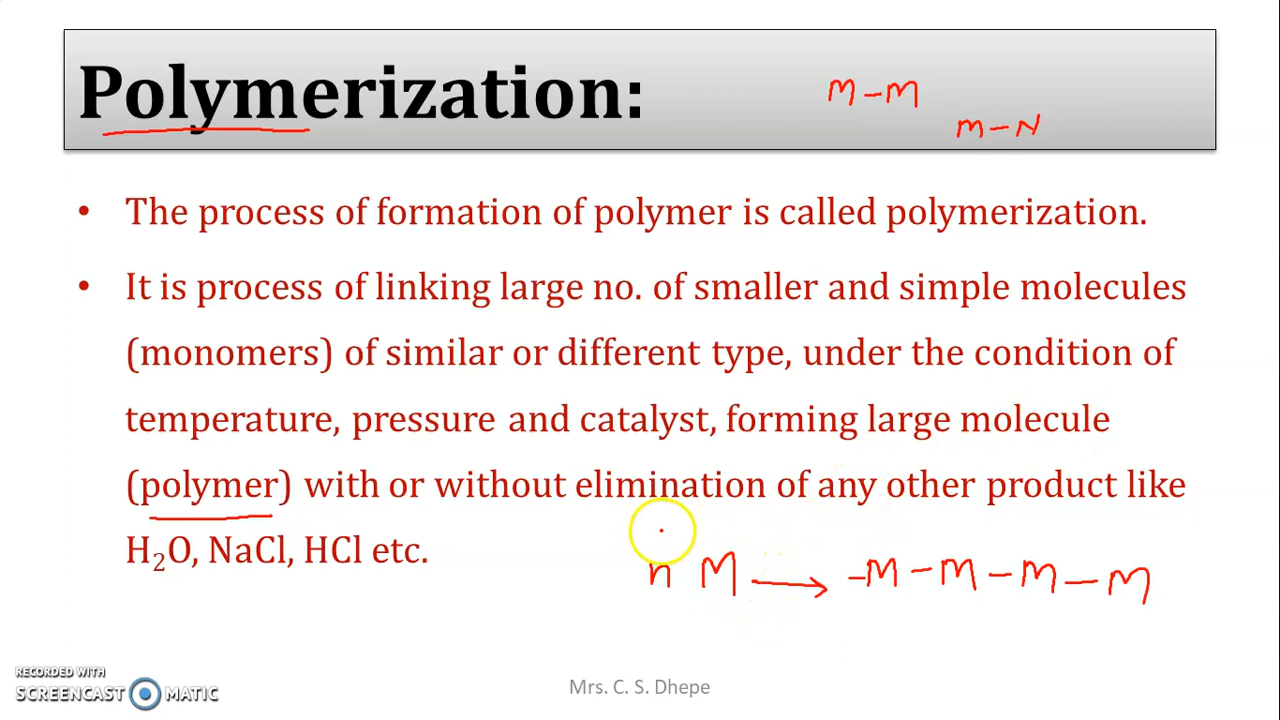 Polymerization:
M-M
M-N
• The process of formation of polymer is called polymerization.
• It is process of linking large no. of smaller and simple molecules
(monomers) of similar or different type, under the condition of
temperature, pressure and catalyst, forming large molecule
(polymer) with or without elimination of any other product like
H₂O, NaCl, HCl etc.
n M → -M-M-M-M
RECORDED WITH
SCREENCAST MATIC
Mrs. C. S. Dhepe